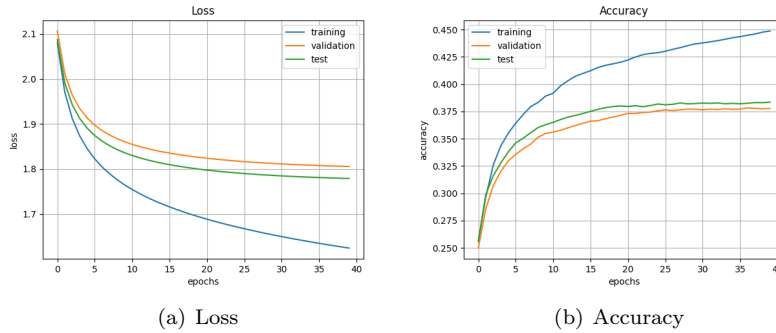 Loss
training
validation
test
2.1
2.0
1.9
1.8
1.7
loss
0 5 10 15 20 25 30 35 40
epochs
(a) Loss
Accuracy
training
validation
test
0.450
0.425
0.400
0.375
0.350
0.325
0.300
0.275
0.250
accuracy
0 5 10 15 20 25 30 35 40
epochs
(b) Accuracy